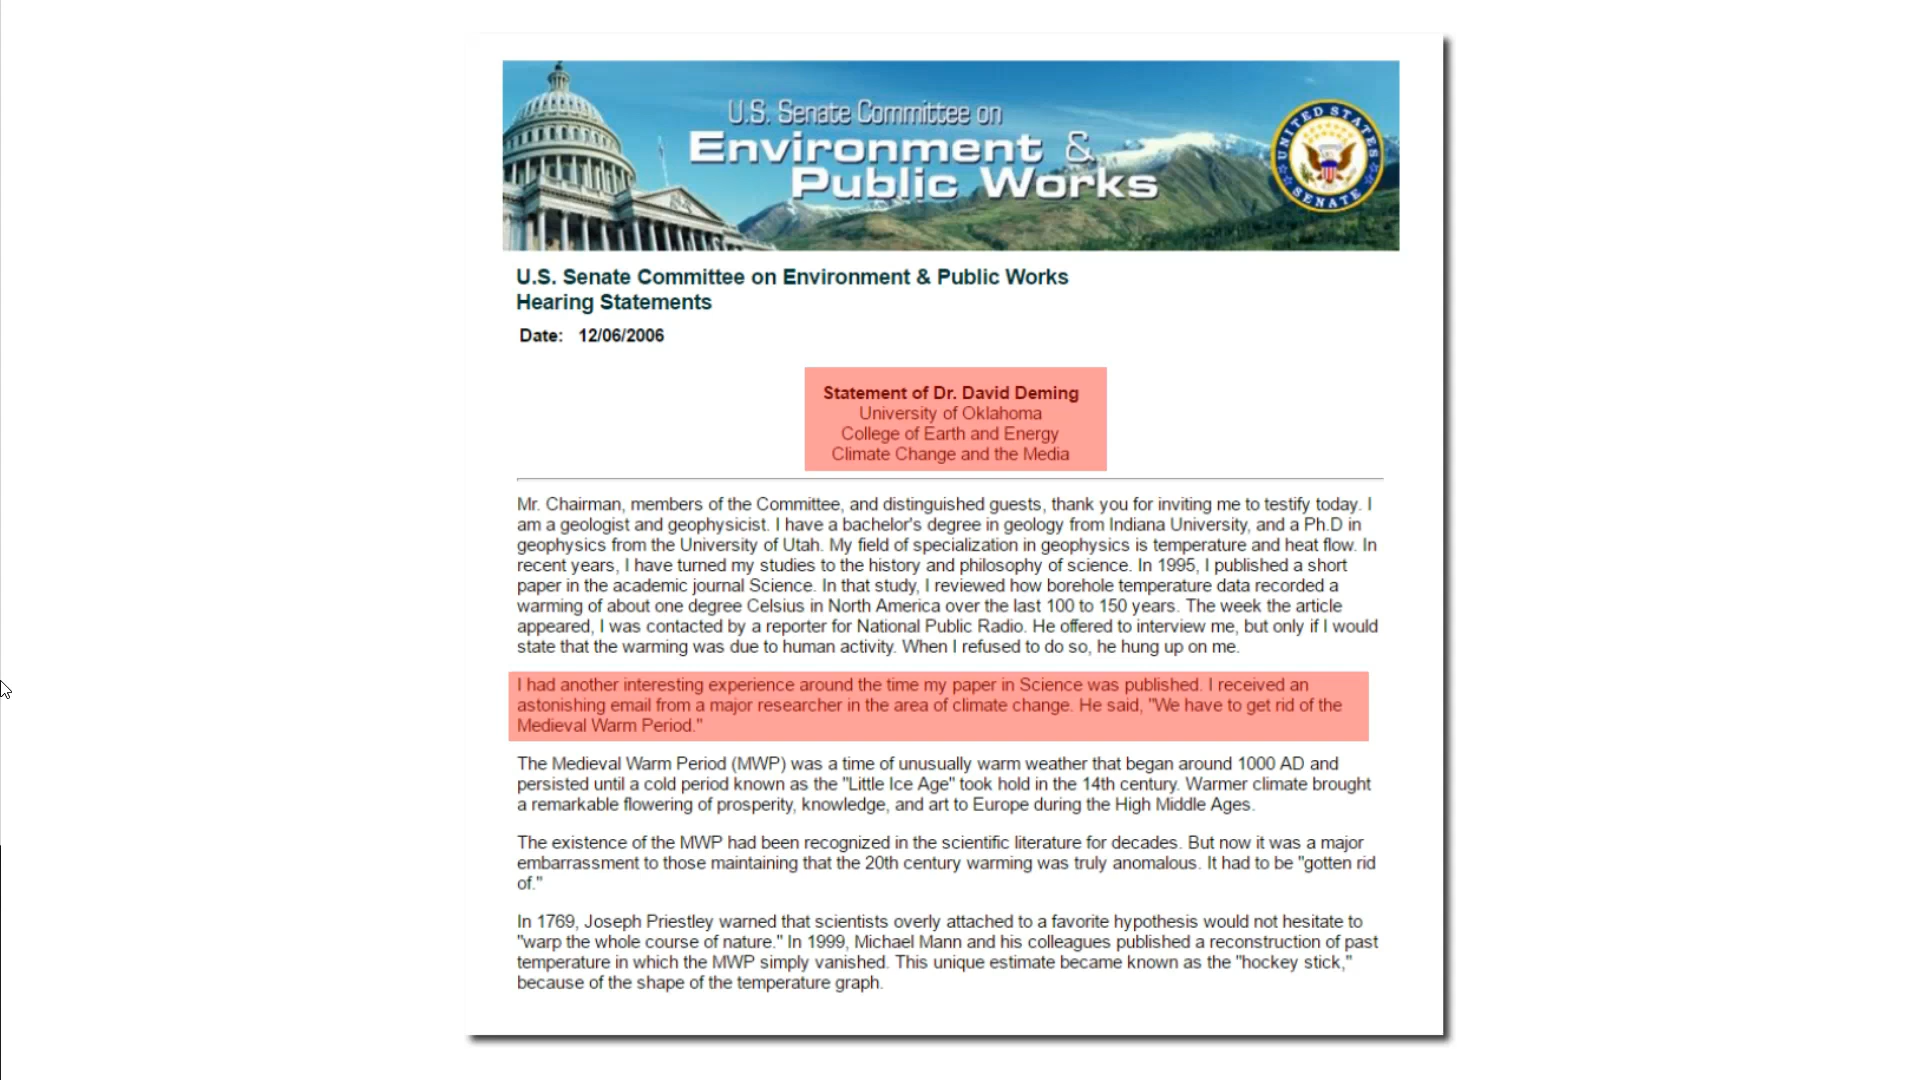 U.S. Senate Committee on
Environment &
Public Works
UNITED STATES SENATE
U.S. Senate Committee on Environment & Public Works
Hearing Statements
Date: 12/06/2006
Statement of Dr. David Deming
University of Oklahoma
College of Earth and Energy
Climate Change and the Media
Mr. Chairman, members of the Committee, and distinguished guests, thank you for inviting me to testify today. I
am a geologist and geophysicist. I have a bachelor's degree in geology from Indiana University, and a Ph.D in
geophysics from the University of Utah. My field of specialization in geophysics is temperature and heat flow. In
recent years, I have turned my studies to the history and philosophy of science. In 1995, I published a short
paper in the academic journal Science. In that study, I reviewed how borehole temperature data recorded a
warming of about one degree Celsius in North America over the last 100 to 150 years. The week the article
appeared, I was contacted by a reporter for National Public Radio. He offered to interview me, but only if I would
state that the warming was due to human activity. When I refused to do so, he hung up on me.
I had another interesting experience around the time my paper in Science was published. I received an
astonishing email from a major researcher in the area of climate change. He said, "We have to get rid of the
Medieval Warm Period."
The Medieval Warm Period (MWP) was a time of unusually warm weather that began around 1000 AD and
persisted until a cold period known as the "Little Ice Age" took hold in the 14th century. Warmer climate brought
a remarkable flowering of prosperity, knowledge, and art to Europe during the High Middle Ages.
The existence of the MWP had been recognized in the scientific literature for decades. But now it was a major
embarrassment to those maintaining that the 20th century warming was truly anomalous. It had to be "gotten rid
of."
In 1769, Joseph Priestley warned that scientists overly attached to a favorite hypothesis would not hesitate to
"warp the whole course of nature." In 1999, Michael Mann and his colleagues published a reconstruction of past
temperature in which the MWP simply vanished. This unique estimate became known as the "hockey stick,"
because of the shape of the temperature graph.